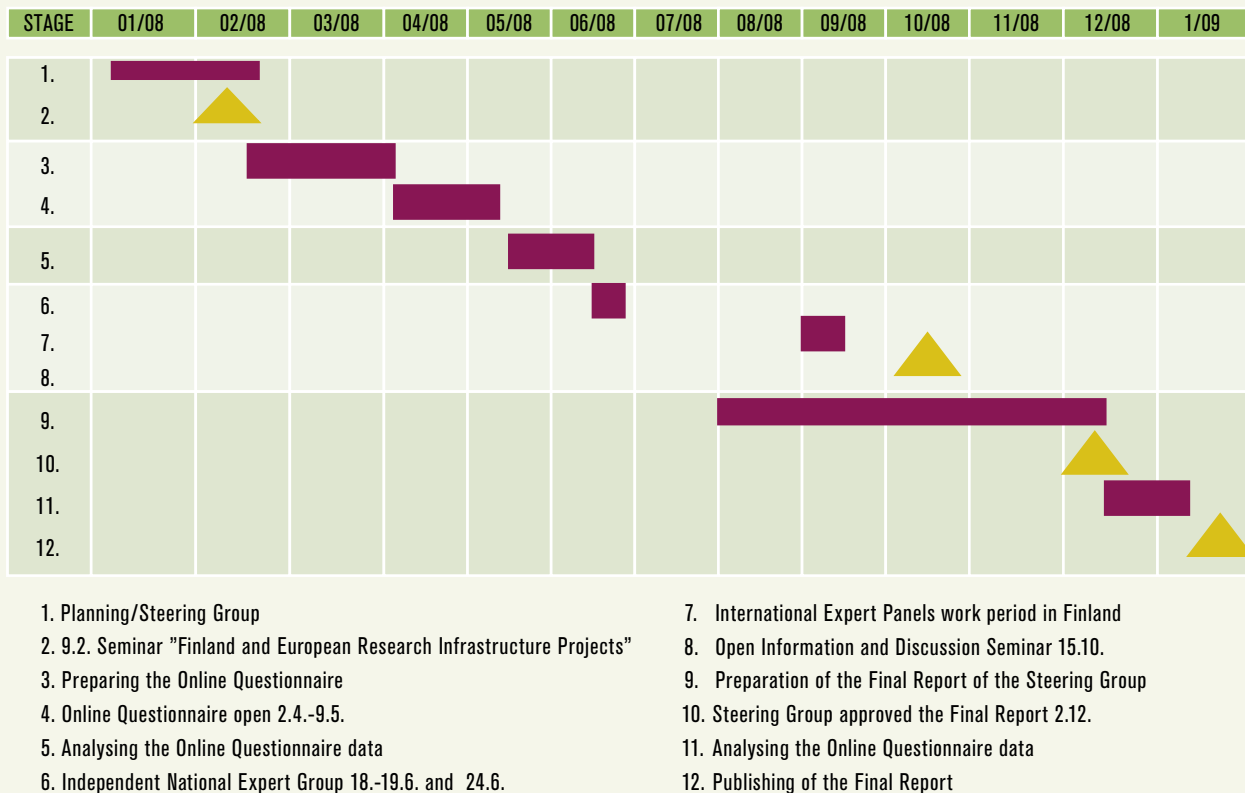 STAGE 01/08 02/08 03/08 04/08 05/08 06/08 07/08 08/08 09/08 10/08 11/08 12/08 1/09
1.
2.
3.
4.
5.
6.
7.
8.
9.
10.
11.
12.
1. Planning/Steering Group
2. 9.2. Seminar ”Finland and European Research Infrastructure Projects”
3. Preparing the Online Questionnaire
4. Online Questionnaire open 2.4.-9.5.
5. Analysing the Online Questionnaire data
6. Independent National Expert Group 18.-19.6. and 24.6.
7. International Expert Panels work period in Finland
8. Open Information and Discussion Seminar 15.10.
9. Preparation of the Final Report of the Steering Group
10. Steering Group approved the Final Report 2.12.
11. Analysing the Online Questionnaire data
12. Publishing of the Final Report